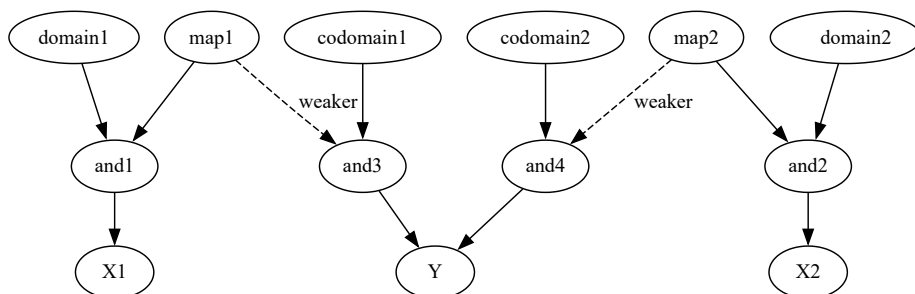 domain1
map1
codomain1
codomain2
map2
domain2
weaker
weaker
and1
and3
and4
and2
X1
Y
X2